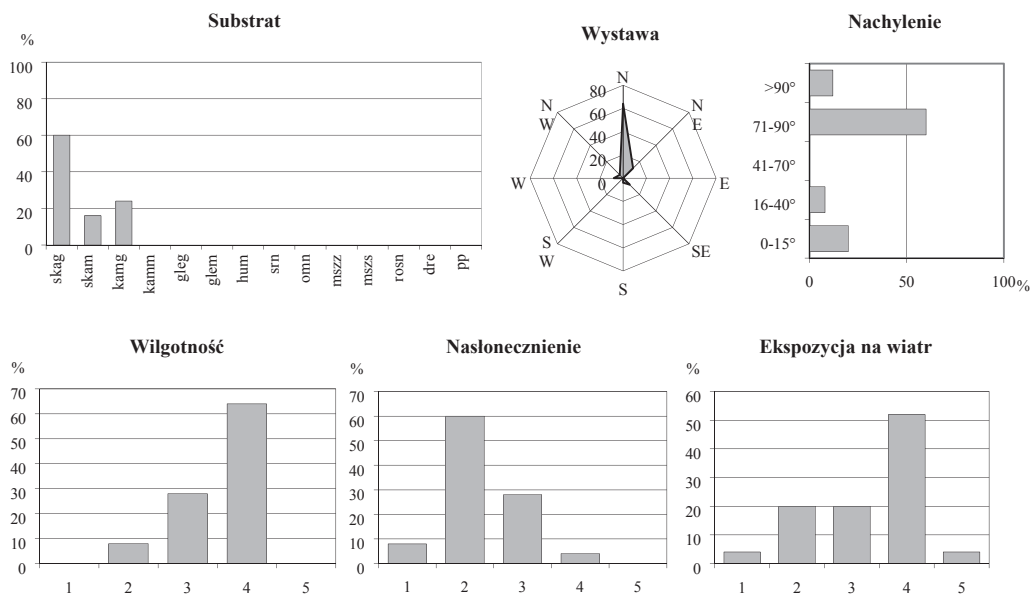 Substrat
%
100
80
60
40
20
0
skag
skam
kang
kamm
gleg
glem
hum
srn
omn
mszz
mszs
rosn
dre
pp
Wystawa
N
N
E
E
SE
S
S
W
W
N
W
80
60
40
20
0
Nachylenie
>90°
71-90°
41-70°
16-40°
0-15°
0 50 100%
Wilgotność
%
70
60
50
40
30
20
10
0
1 2 3 4 5
Nasłonecznienie
%
70
60
50
40
30
20
10
0
1 2 3 4 5
Ekspozycja na wiatr
%
60
50
40
30
20
10
0
1 2 3 4 5